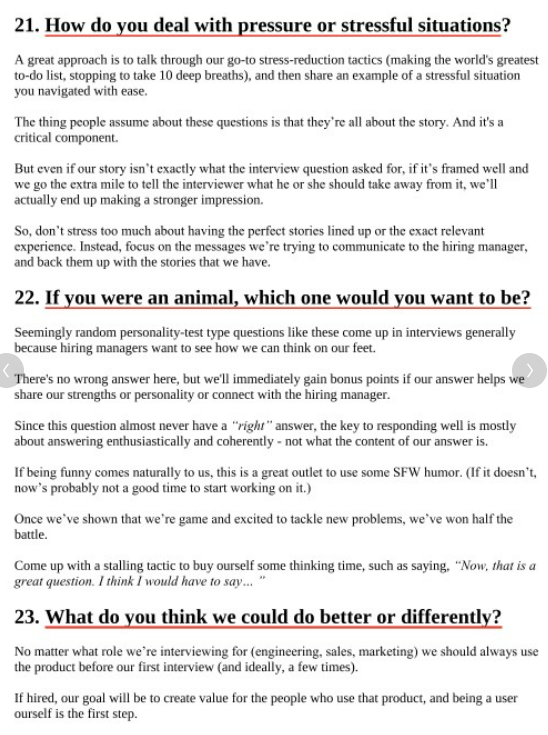 21. How do you deal with pressure or stressful situations?
A great approach is to talk through our go-to stress-reduction tactics (making the world's greatest
to-do list, stopping to take 10 deep breaths), and then share an example of a stressful situation
you navigated with ease.
The thing people assume about these questions is that they’re all about the story. And it's a
critical component.
But even if our story isn’t exactly what the interview question asked for, if it’s framed well and
we go the extra mile to tell the interviewer what he or she should take away from it, we’ll
actually end up making a stronger impression.
So, don’t stress too much about having the perfect stories lined up or the exact relevant
experience. Instead, focus on the messages we’re trying to communicate to the hiring manager,
and back them up with the stories that we have.
22. If you were an animal, which one would you want to be?
Seemingly random personality-test type questions like these come up in interviews generally
because hiring managers want to see how we can think on our feet.
There's no wrong answer here, but we'll immediately gain bonus points if our answer helps we
share our strengths or personality or connect with the hiring manager.
Since this question almost never have a “right” answer, the key to responding well is mostly
about answering enthusiastically and coherently - not what the content of our answer is.
If being funny comes naturally to us, this is a great outlet to use some SFW humor. (If it doesn’t,
now’s probably not a good time to start working on it.)
Once we’ve shown that we’re game and excited to tackle new problems, we’ve won half the
battle.
Come up with a stalling tactic to buy ourself some thinking time, such as saying, “Now, that is a
great question. I think I would have to say… ”
23. What do you think we could do better or differently?
No matter what role we’re interviewing for (engineering, sales, marketing) we should always use
the product before our first interview (and ideally, a few times).
If hired, our goal will be to create value for the people who use that product, and being a user
ourself is the first step.